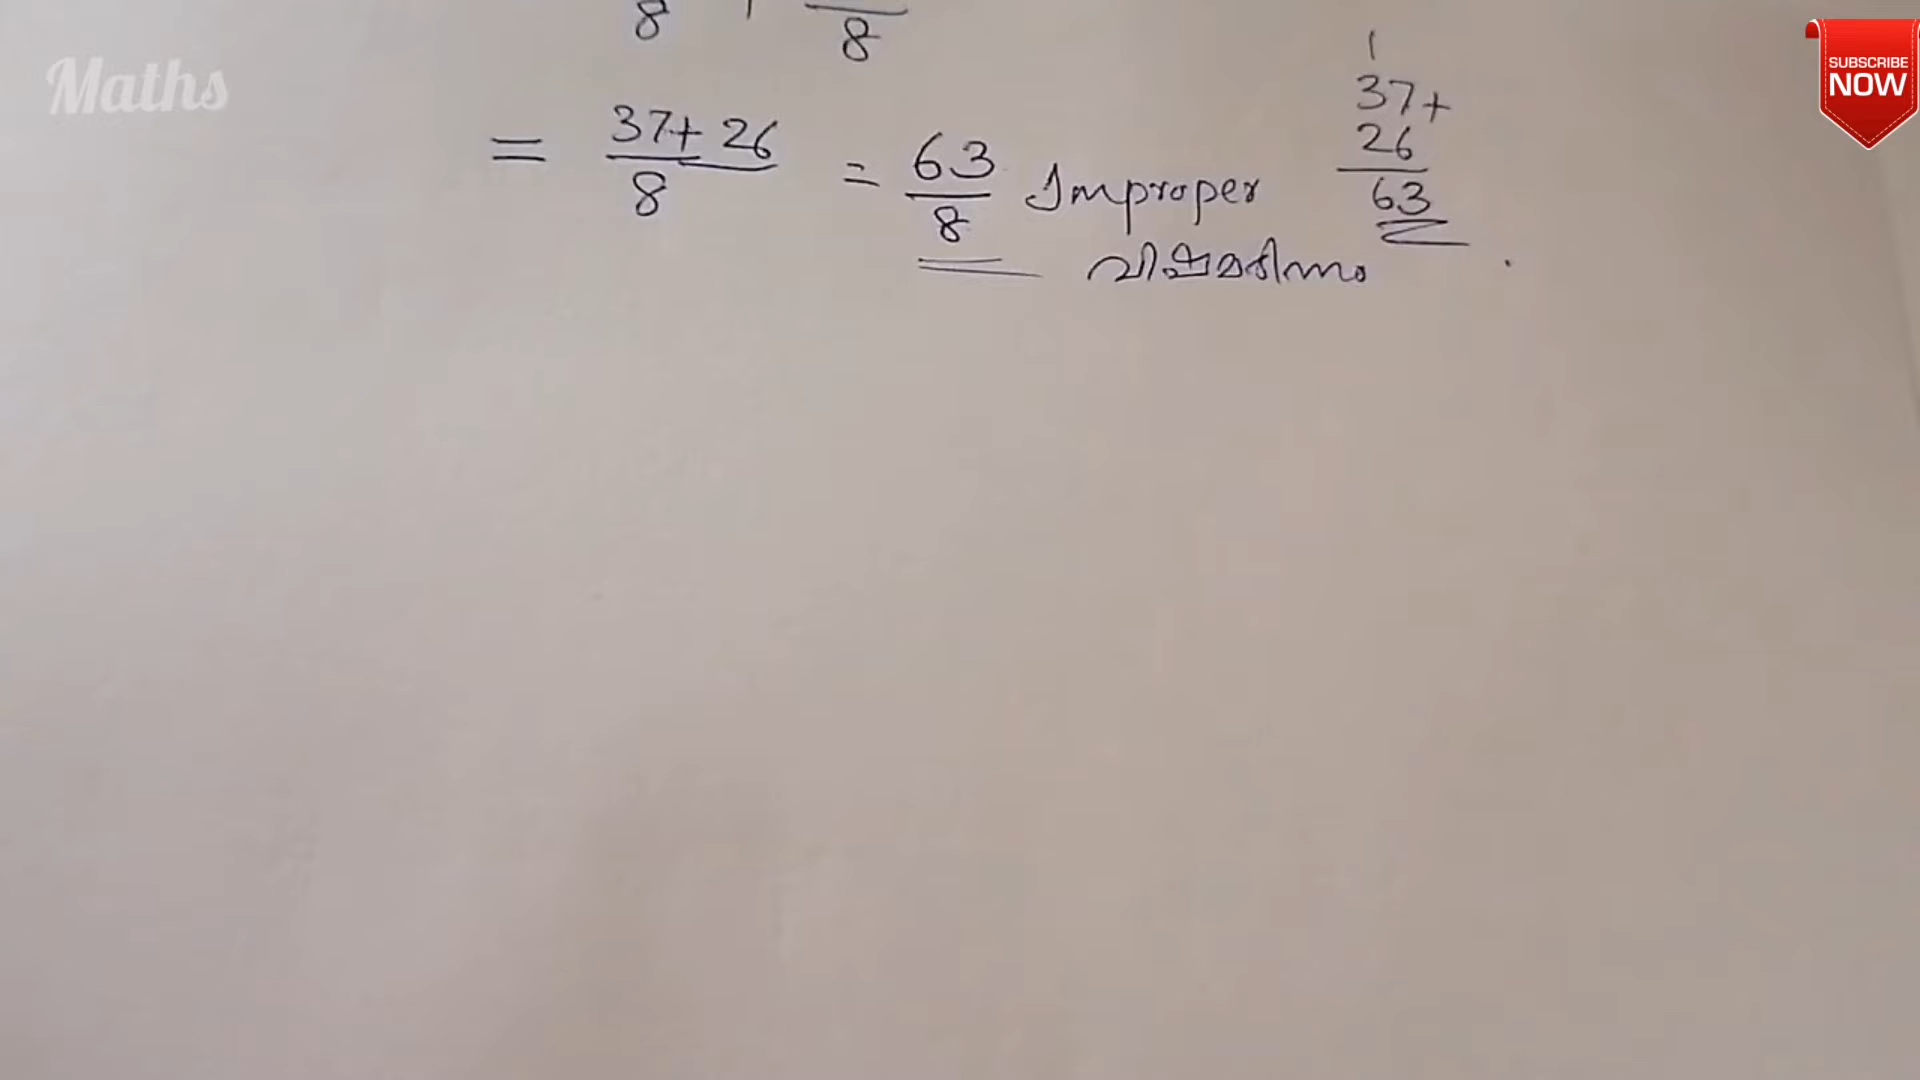 8 + 8
Maths
SUBSCRIBE
NOW
1
37+
26
63
= 37+26/8 = 63/8 Improper
വിഷമഭിന്നം